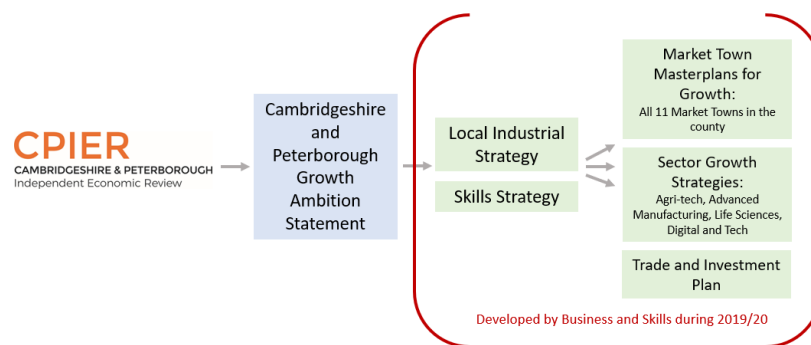 CPIER
CAMBRIDGESHIRE & PETERBOROUGH
Independent Economic Review
Cambridgeshire
and
Peterborough
Growth
Ambition
Statement
Local Industrial
Strategy
Skills Strategy
Market Town
Masterplans for
Growth:
All 11 Market Towns in the
county
Sector Growth
Strategies:
Agri-tech, Advanced
Manufacturing, Life Sciences,
Digital and Tech
Trade and Investment
Plan
Developed by Business and Skills during 2019/20